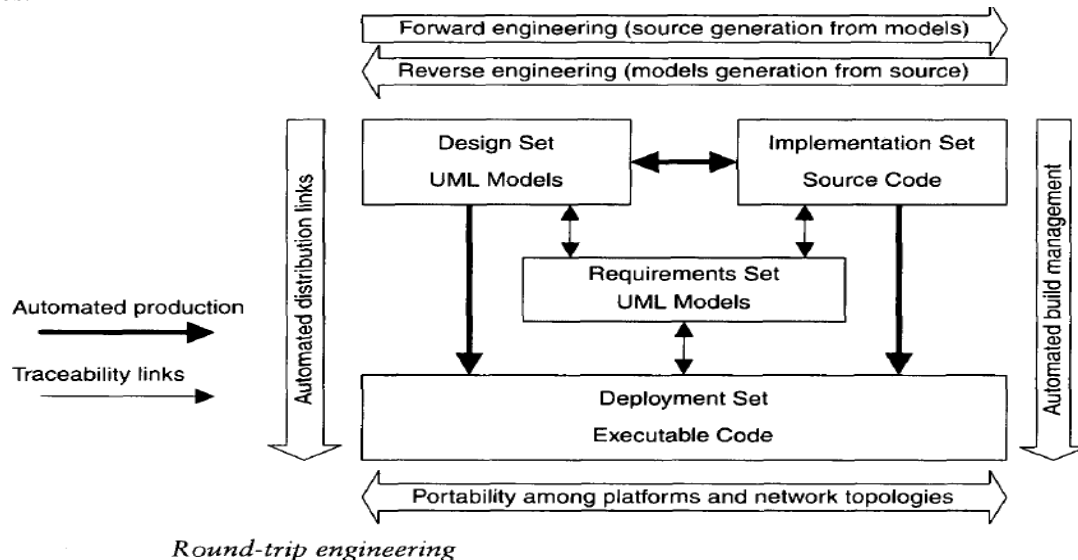 Forward engineering (source generation from models)
Reverse engineering (models generation from source)
Design Set
UML Models
Implementation Set
Source Code
Requirements Set
UML Models
Automated production
Traceability links
Automated distribution links
Automated build management
Deployment Set
Executable Code
Portability among platforms and network topologies
Round-trip engineering